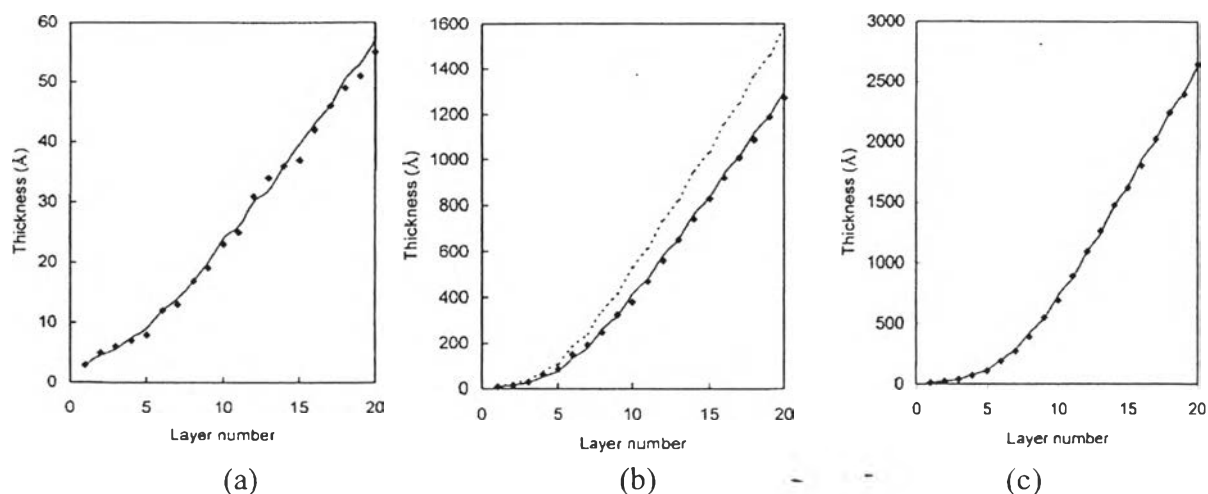 60
50
40
30
20
10
0
0 5 10 15 20
Thickness (Å)
Layer number
(a)
1600
1400
1200
1000
800
600
400
200
0
0 5 10 15 20
Thickness (Å)
Layer number
(b)
3000
2500
2000
1500
1000
500
0
0 5 10 15 20
Thickness (Å)
Layer number
(c)